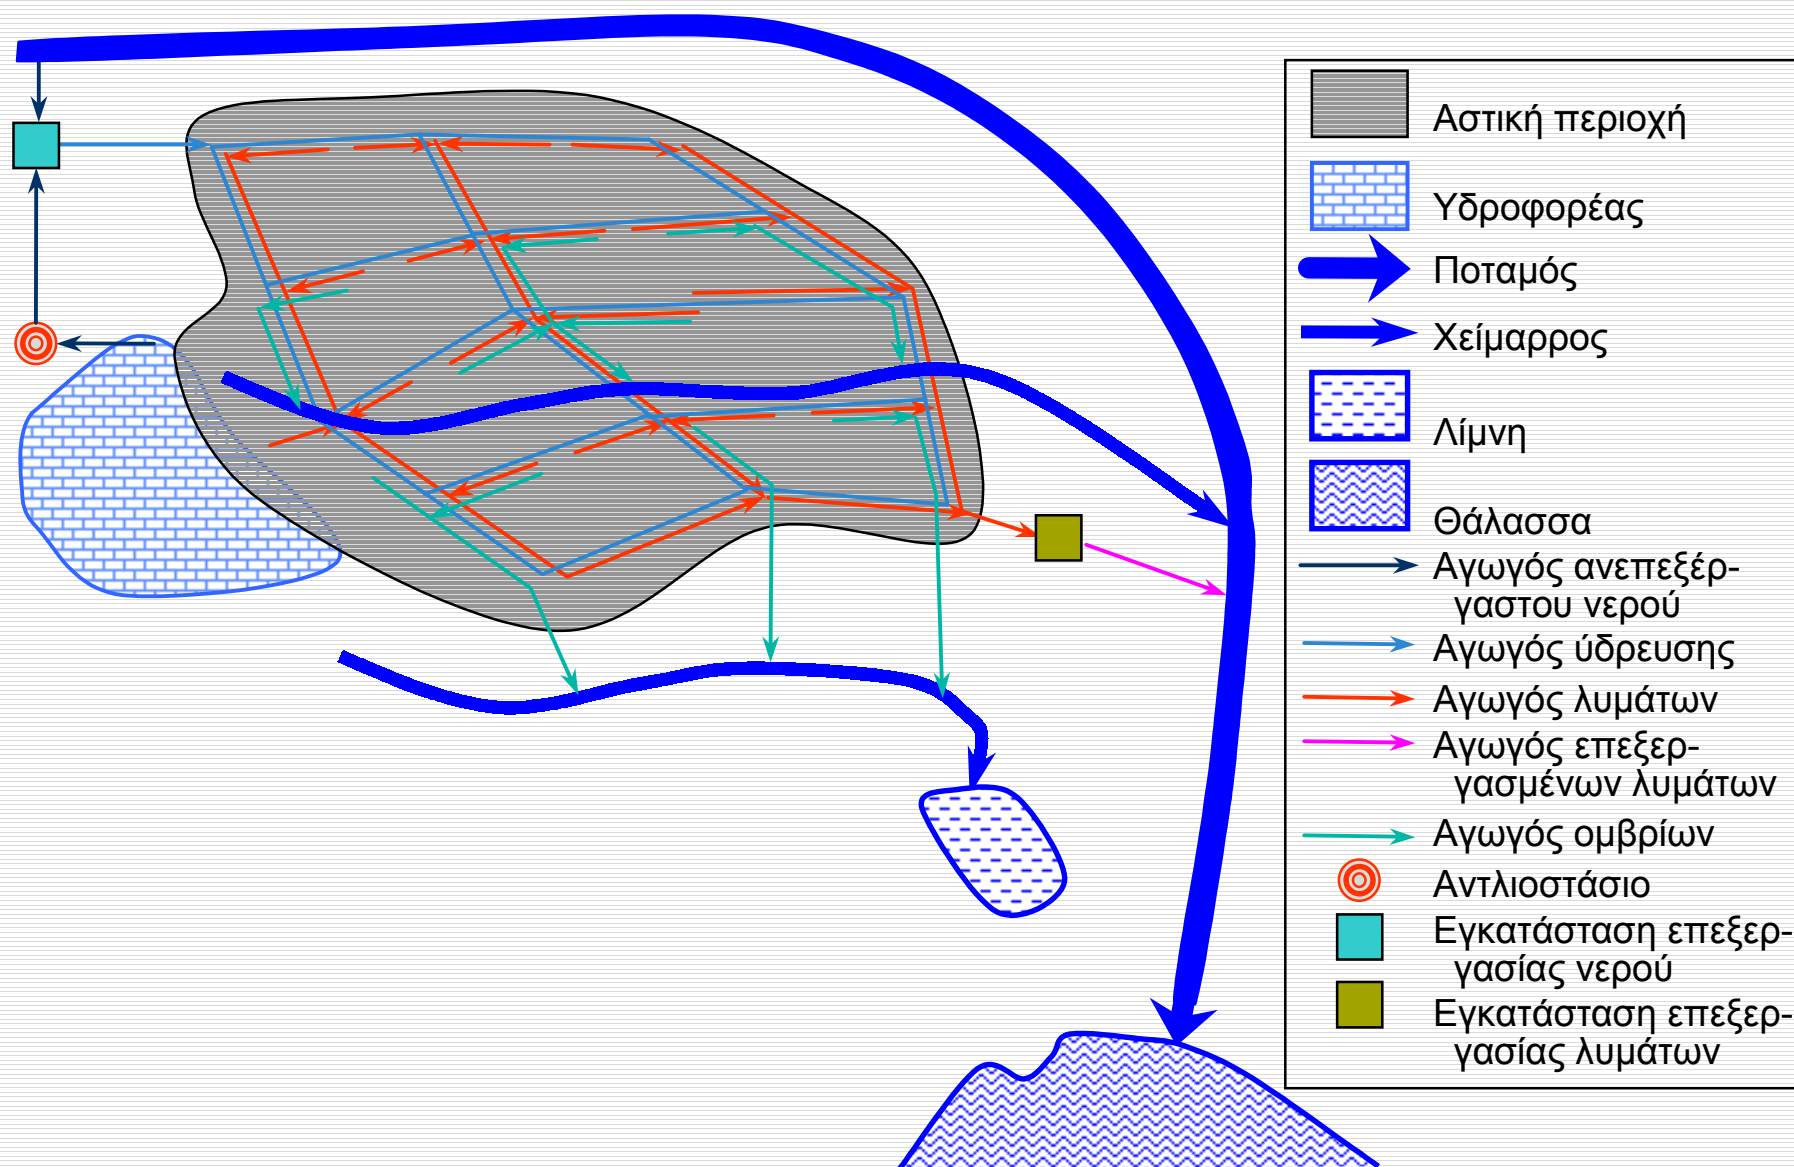 Αστική περιοχή
Υδροφορέας
Ποταμός
Χείμαρρος
Λίμνη
Θάλασσα
Αγωγός ανεπεξέρ-
γαστου νερού
Αγωγός ύδρευσης
Αγωγός λυμάτων
Αγωγός επεξερ-
γασμένων λυμάτων
Αγωγός ομβρίων
Αντλιοστάσιο
Εγκατάσταση επεξερ-
γασίας νερού
Εγκατάσταση επεξερ-
γασίας λυμάτων